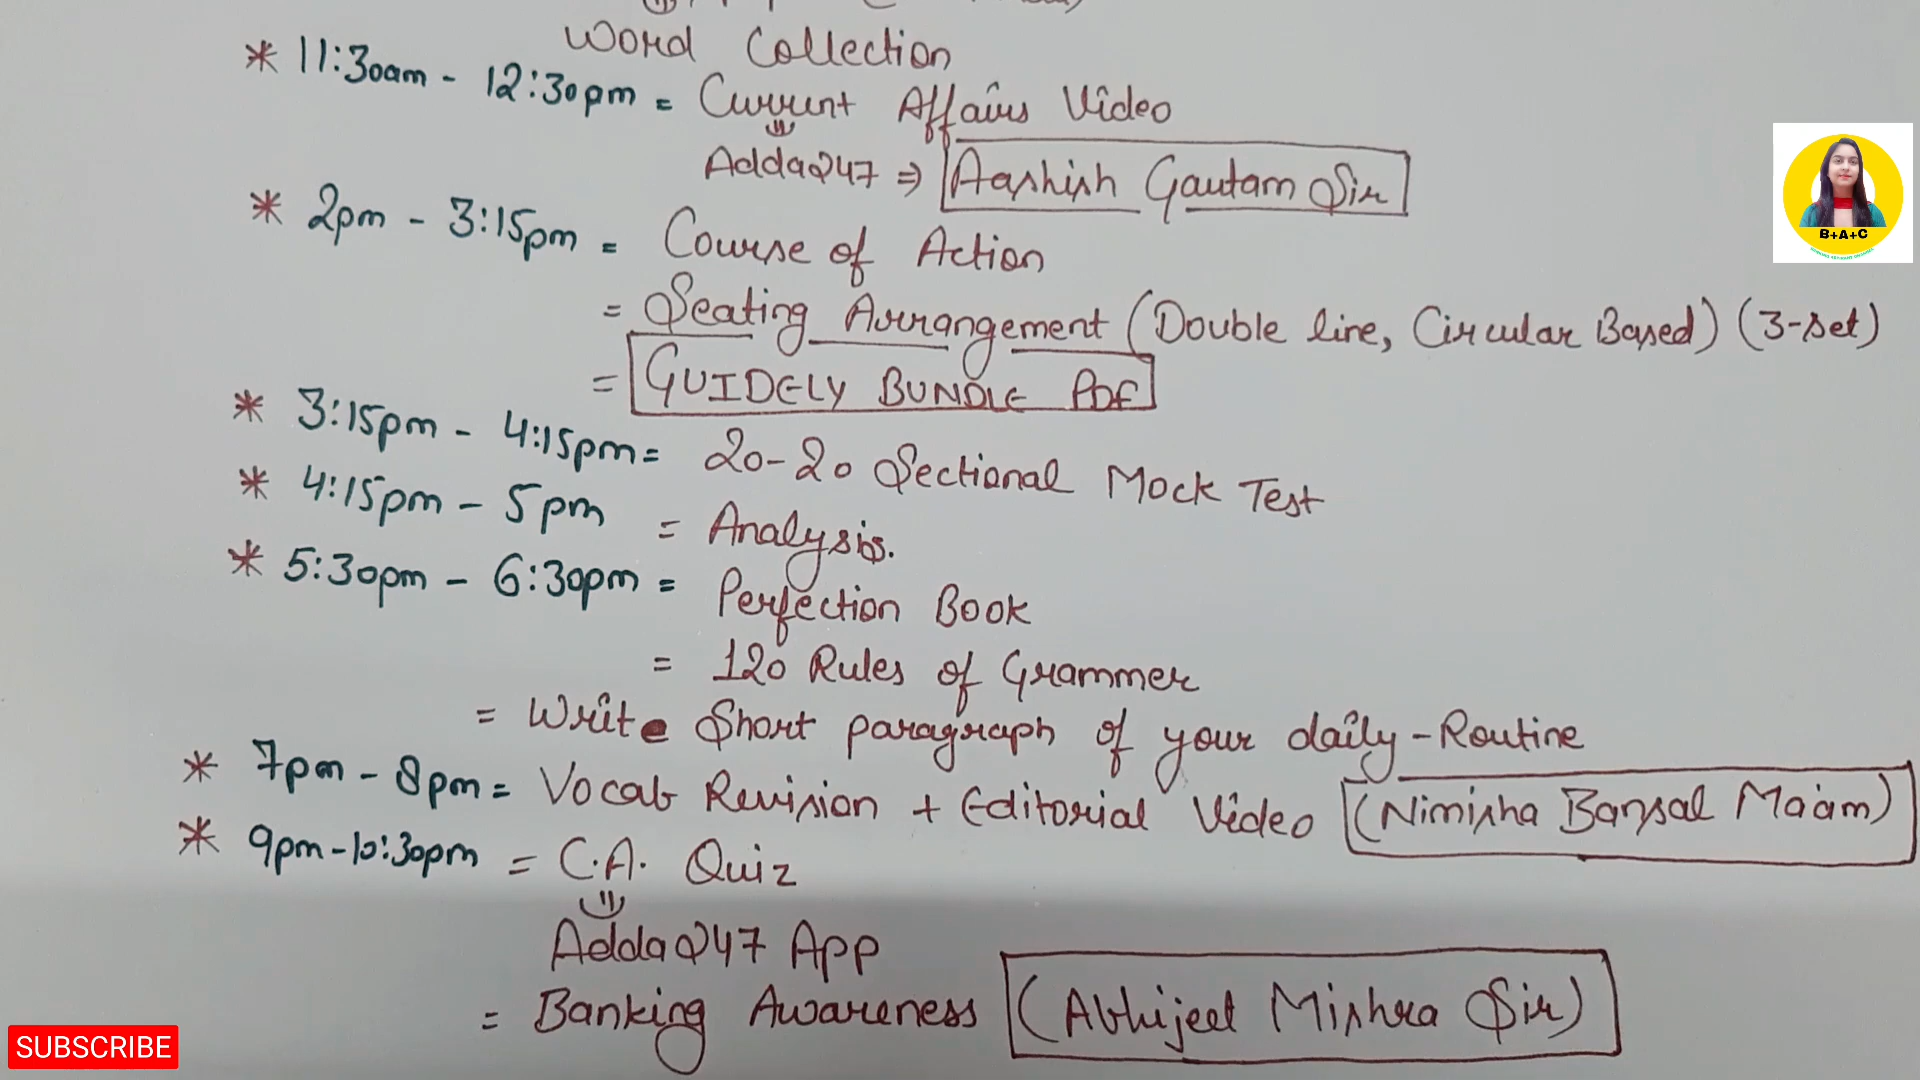 Word Collection
* 11:30am - 12:30pm = Current Affairs Video
Adda247 ⇒ Aashish Gautam Sir
* 2pm - 3:15pm = Course of Action
= Seating Arrangement (Double line, Circular Based) (3-set)
= GUIDELY BUNDLE PDF
* 3:15pm - 4:15pm = 20-20 Sectional Mock Test
* 4:15pm - 5pm = Analysis.
* 5:30pm - 6:30pm = Perfection Book
= 120 Rules of Grammer
= Write Short paragraph of your daily-Routine
* 7pm - 8pm = Vocab Revision + Editorial Video (Nimisha Bansal Ma'am)
* 9pm-10:30pm = C.A. Quiz
Adda247 App
= Banking Awareness (Abhijeet Mishra Sir)
B+A+C
SUBSCRIBE